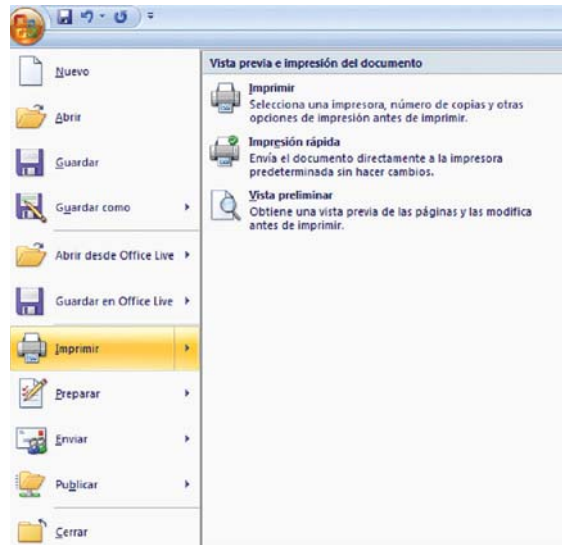 Nuevo
Abrir
Guardar
Guardar como
Abrir desde Office Live
Guardar en Office Live
Imprimir
Preparar
Enviar
Publicar
Cerrar
Vista previa e impresión del documento
Imprimir
Selecciona una impresora, número de copias y otras
opciones de impresión antes de imprimir.
Impresión rápida
Envía el documento directamente a la impresora
predeterminada sin hacer cambios.
Vista preliminar
Obtiene una vista previa de las páginas y las modifica
antes de imprimir.